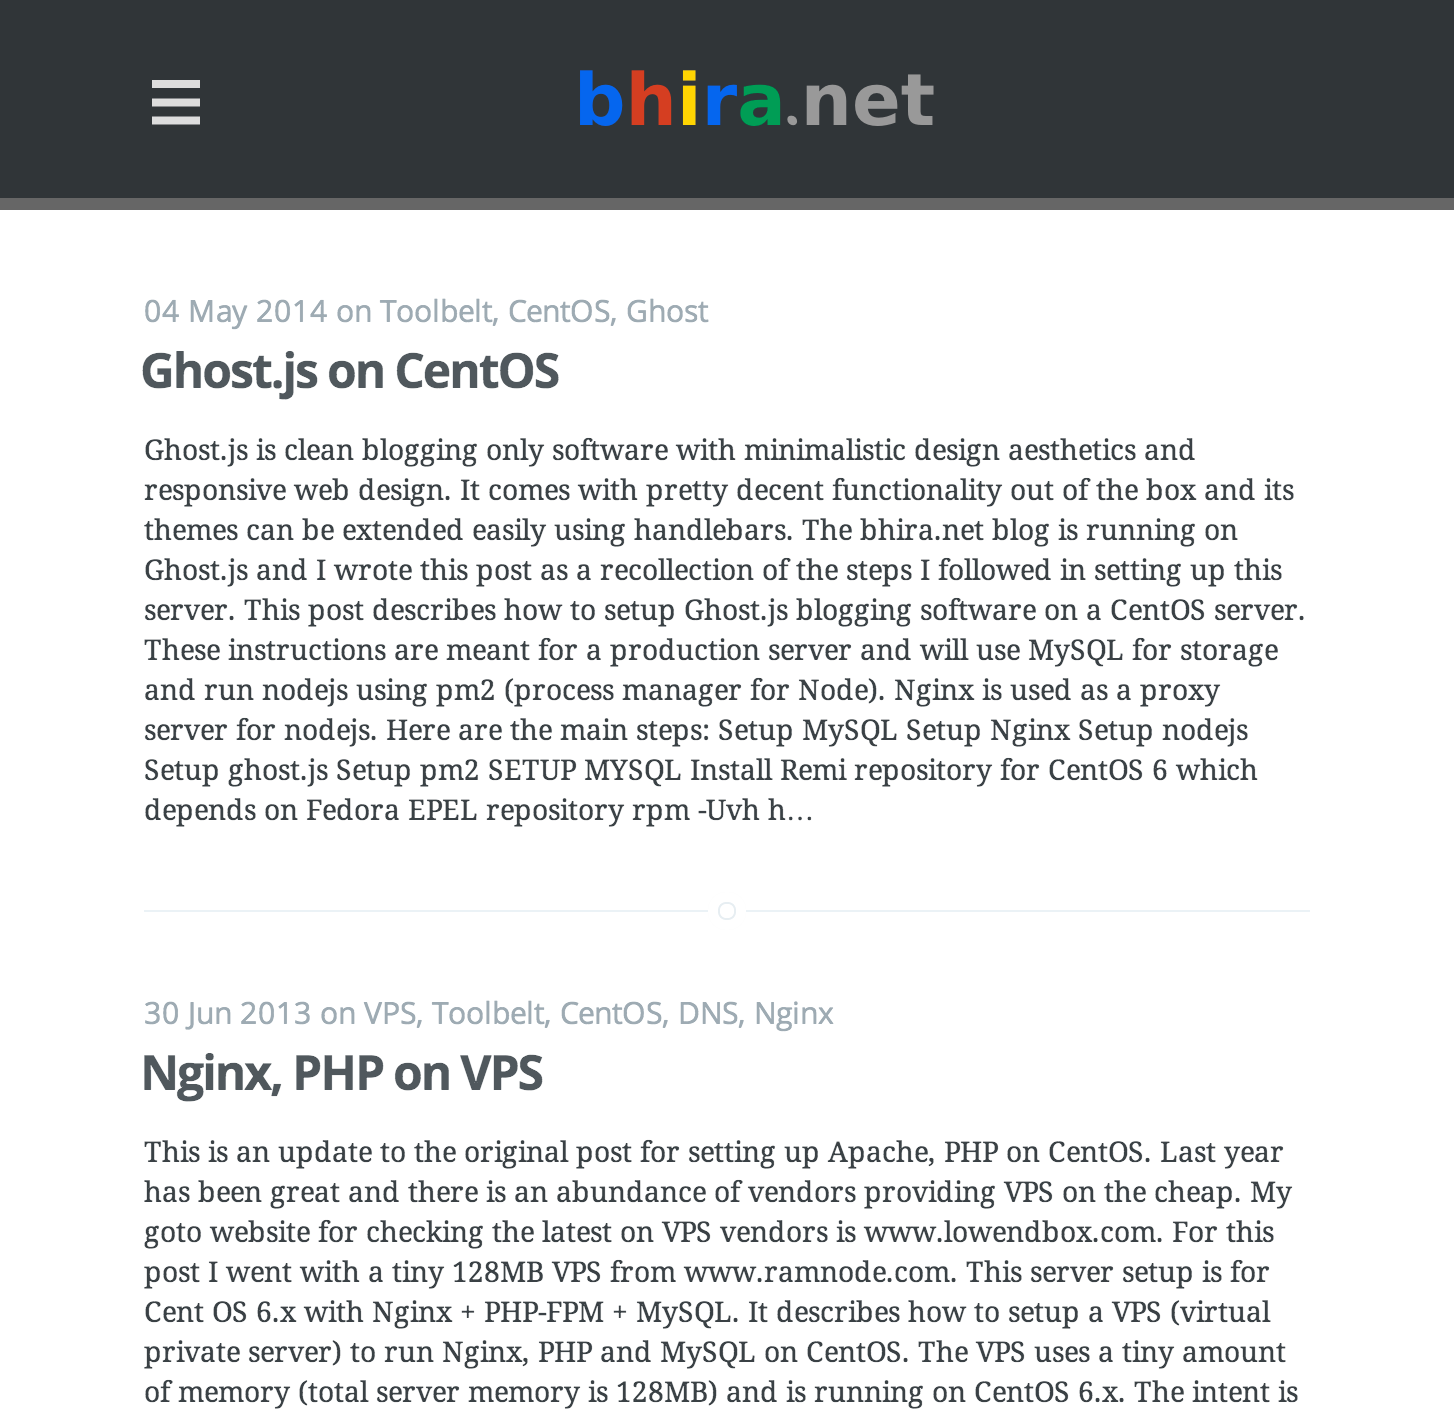 bhira.net
04 May 2014 on Toolbelt, CentOS, Ghost
Ghost.js on CentOS
Ghost.js is clean blogging only software with minimalistic design aesthetics and
responsive web design. It comes with pretty decent functionality out of the box and its
themes can be extended easily using handlebars. The bhira.net blog is running on
Ghost.js and I wrote this post as a recollection of the steps I followed in setting up this
server. This post describes how to setup Ghost.js blogging software on a CentOS server.
These instructions are meant for a production server and will use MySQL for storage
and run nodejs using pm2 (process manager for Node). Nginx is used as a proxy
server for nodejs. Here are the main steps: Setup MySQL Setup Nginx Setup nodejs
Setup ghost.js Setup pm2 SETUP MYSQL Install Remi repository for CentOS 6 which
depends on Fedora EPEL repository rpm -Uvh h…
30 Jun 2013 on VPS, Toolbelt, CentOS, DNS, Nginx
Nginx, PHP on VPS
This is an update to the original post for setting up Apache, PHP on CentOS. Last year
has been great and there is an abundance of vendors providing VPS on the cheap. My
goto website for checking the latest on VPS vendors is www.lowendbox.com. For this
post I went with a tiny 128MB VPS from www.ramnode.com. This server setup is for
Cent OS 6.x with Nginx + PHP-FPM + MySQL. It describes how to setup a VPS (virtual
private server) to run Nginx, PHP and MySQL on CentOS. The VPS uses a tiny amount
of memory (total server memory is 128MB) and is running on CentOS 6.x. The intent is